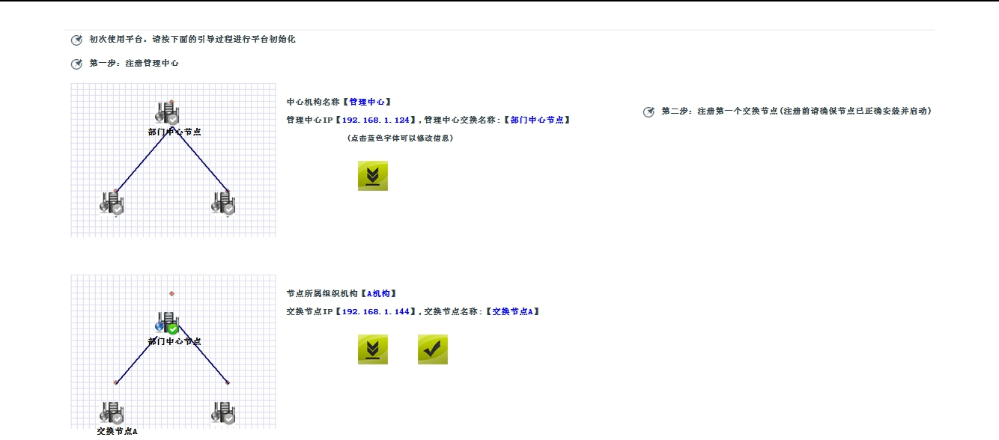 初次使用平台，请按下面的引导过程进行平台初始化
第一步：注册管理中心
部门中心节点
中心机构名称【管理中心】
管理中心IP【192.168.1.124】,管理中心交换名称:【部门中心节点】
(点击蓝色字体可以修改信息)
第二步：注册第一个交换节点(注册前请确保节点已正确安装并启动)
部门中心节点
交换节点A
节点所属组织机构【A机构】
交换节点IP【192.168.1.144】,交换节点名称:【交换节点A】